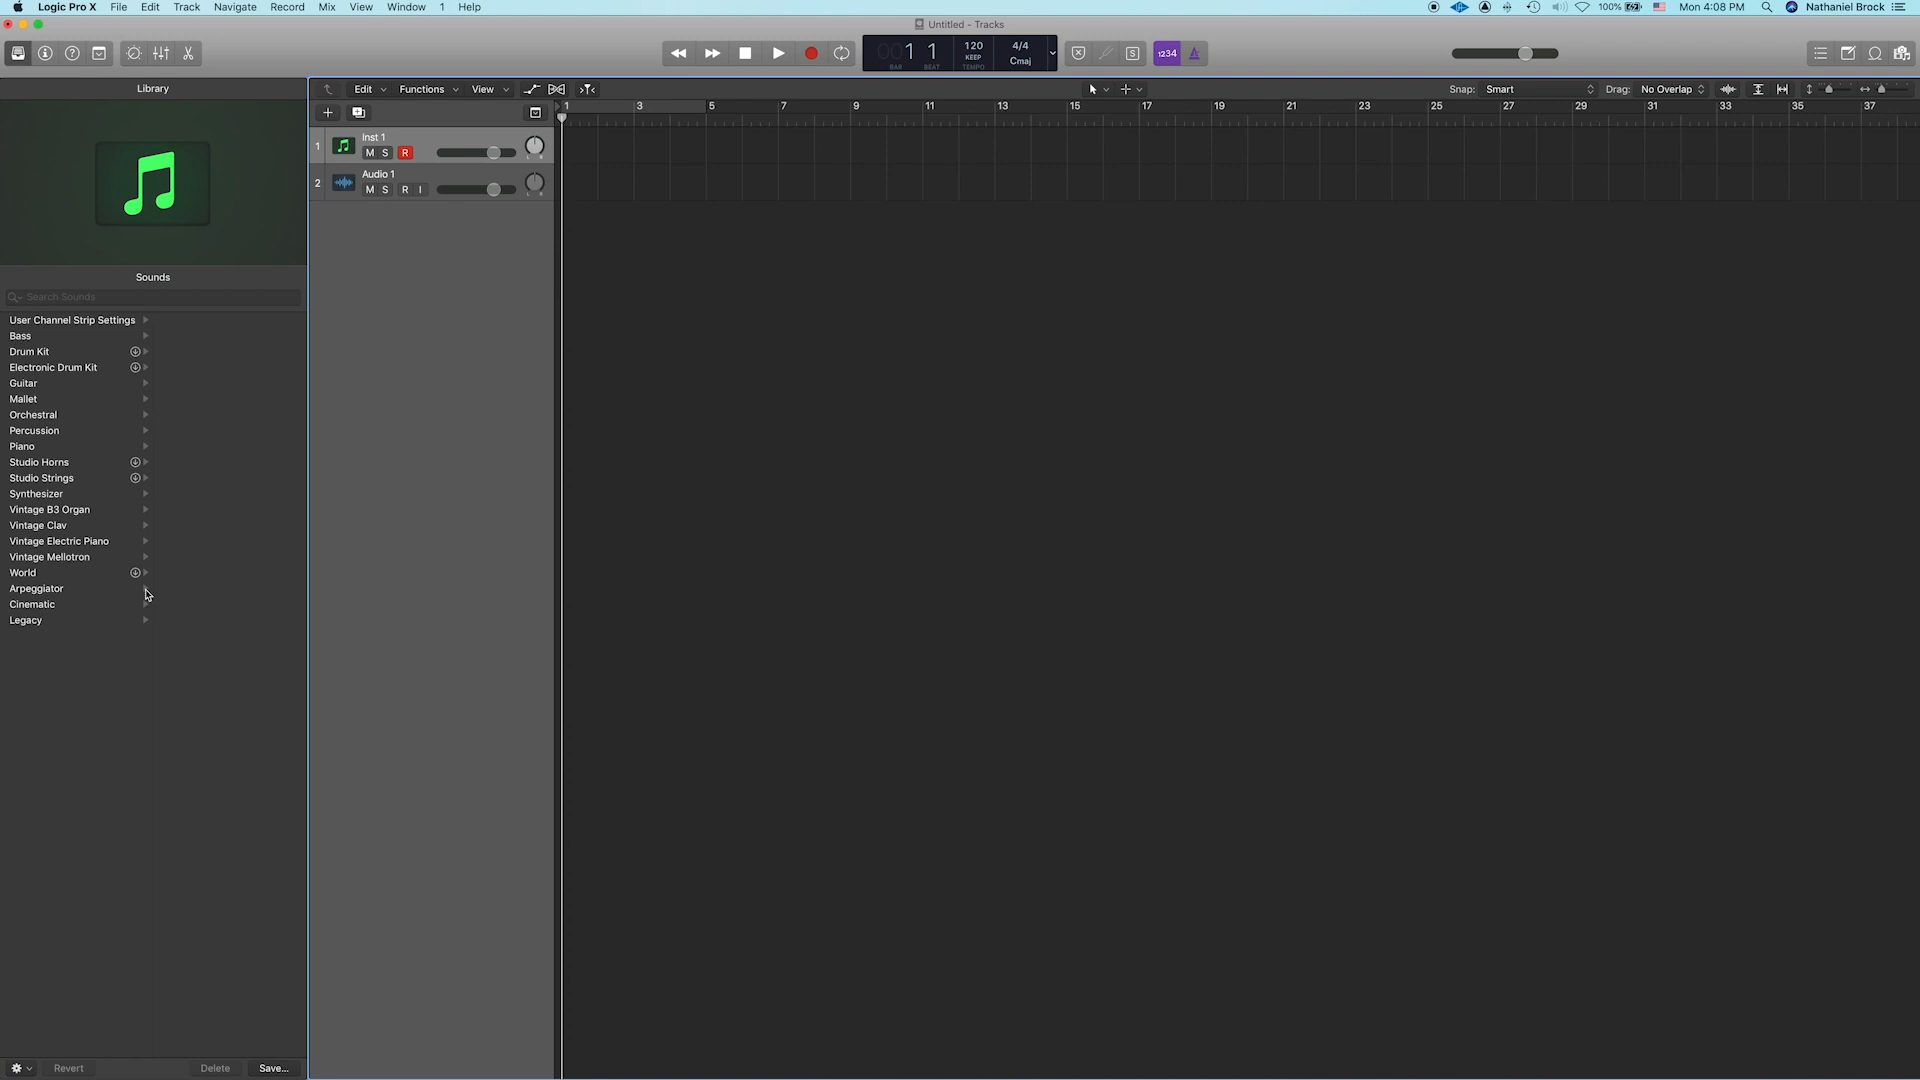 Logic Pro X File Edit Track Navigate Record Mix View Window 1 Help 100% Mon 4:08 PM Nathaniel Brock
Untitled - Tracks
001 1 120 4/4
KEEP Cmaj
BAR BEAT TEMPO
S 1234
Library
Edit Functions View Snap: Smart Drag: No Overlap
1 3 5 7 9 11 13 15 17 19 21 23 25 27 29 31 33 35 37
1 Inst 1
M S R
L R
2 Audio 1
M S R I
L R
Sounds
Search Sounds
User Channel Strip Settings
Bass
Drum Kit
Electronic Drum Kit
Guitar
Mallet
Orchestral
Percussion
Piano
Studio Horns
Studio Strings
Synthesizer
Vintage B3 Organ
Vintage Clav
Vintage Electric Piano
Vintage Mellotron
World
Arpeggiator
Cinematic
Legacy
Revert Delete Save...